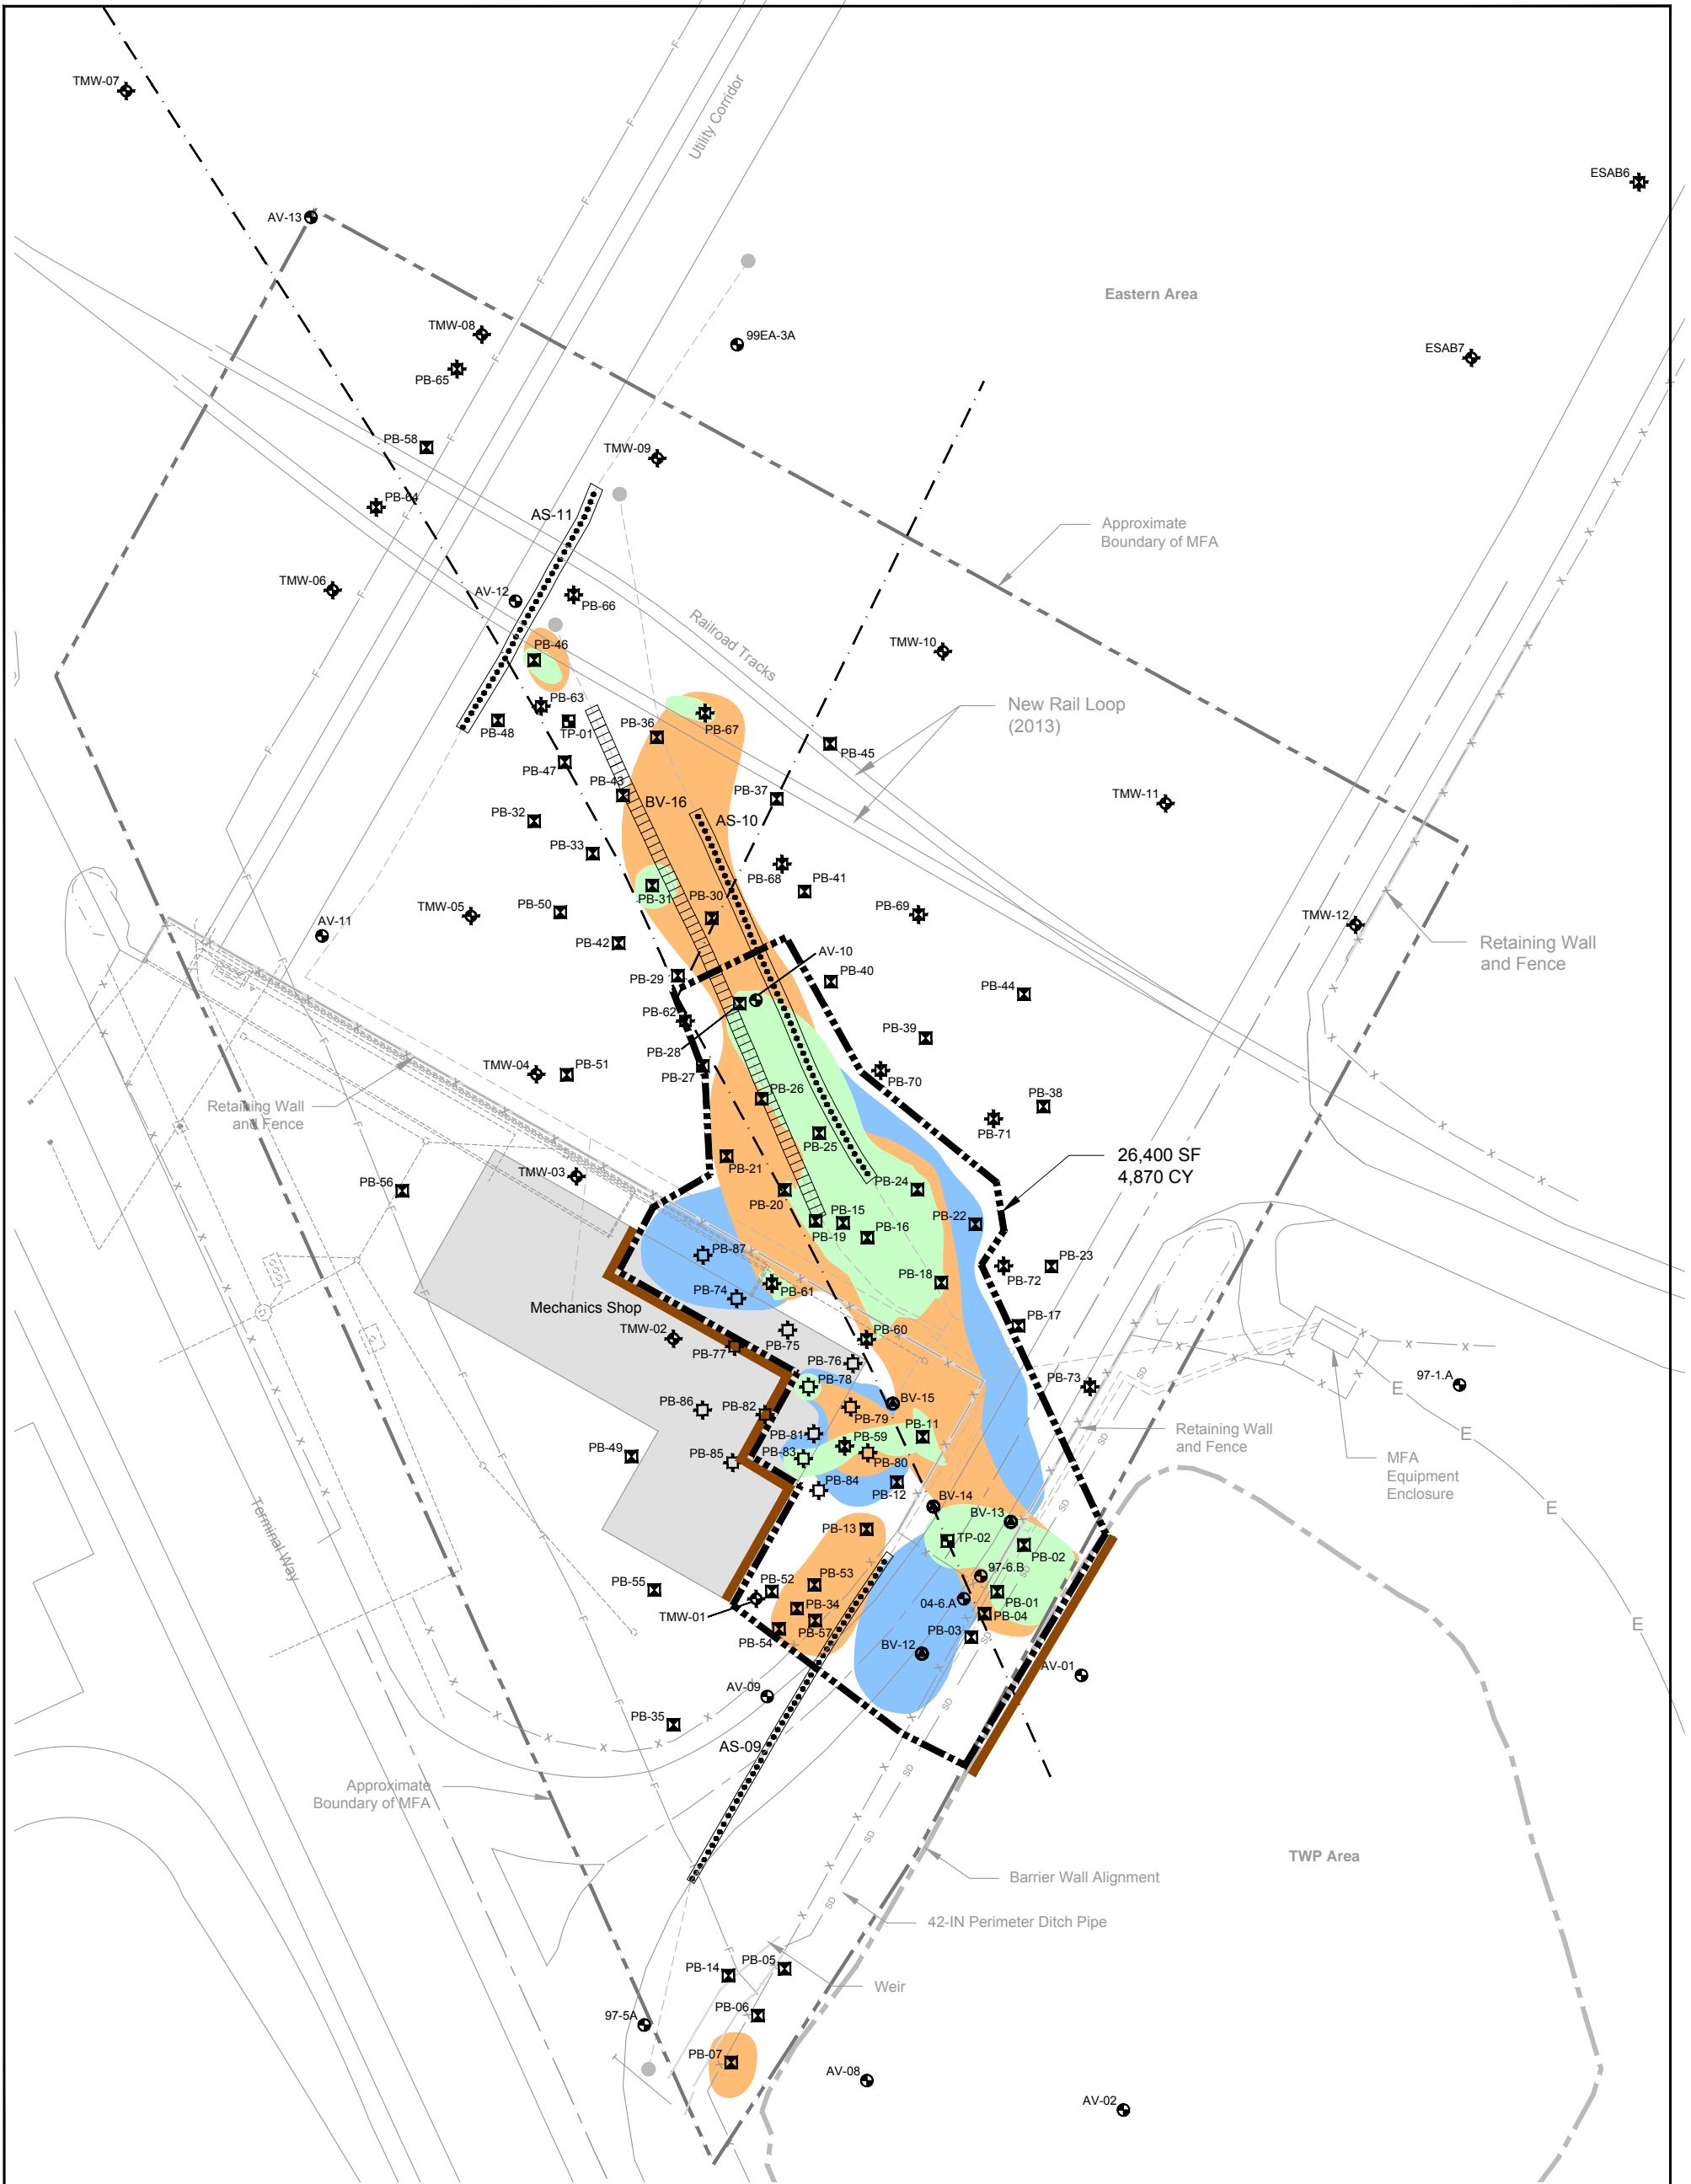 TMW-07
Utility Corridor
ESAB6
AV-13
Eastern Area
TMW-08
99EA-3A
ESAB7
PB-65
PB-58
TMW-09
PB-64
AS-11
Approximate
Boundary of MFA
TMW-06
AV-12
PB-66
Railroad Tracks
TMW-10
PB-46
PB-63
New Rail Loop
(2013)
PB-48
TP-01
PB-36
PB-67
PB-45
PB-47
PB-43
BV-16
PB-37
TMW-11
PB-32
AS-10
PB-33
PB-68
PB-41
PB-31
PB-30
TMW-05
PB-50
PB-69
TMW-12
AV-11
PB-42
AV-10
Retaining Wall
and Fence
PB-29
PB-40
PB-44
PB-62
PB-39
PB-28
PB-27
TMW-04
PB-51
PB-70
PB-26
PB-38
Retaining Wall
and Fence
PB-25
PB-71
PB-21
26,400 SF
4,870 CY
TMW-03
PB-56
PB-20
PB-24
PB-15
PB-19
PB-16
PB-22
PB-87
PB-23
PB-72
PB-18
PB-61
PB-74
Mechanics Shop
PB-17
TMW-02
PB-75
PB-60
PB-77
PB-76
PB-78
PB-73
97-1.A
BV-15
PB-86
PB-82
PB-79
PB-11
PB-81
PB-59
Retaining Wall
and Fence
PB-49
PB-85
PB-83
PB-80
MFA
Equipment
Enclosure
PB-84
PB-12
Terminal Way
BV-14
BV-13
PB-13
TP-02
PB-02
97-6.B
PB-55
PB-52
PB-53
TMW-01
04-6.A
PB-01
PB-34
PB-04
PB-54
PB-57
PB-03
BV-12
AV-01
AV-09
PB-35
AS-09
Approximate
Boundary of MFA
TWP Area
Barrier Wall Alignment
42-IN Perimeter Ditch Pipe
PB-14
PB-05
Weir
PB-06
97-5A
PB-07
AV-08
AV-02